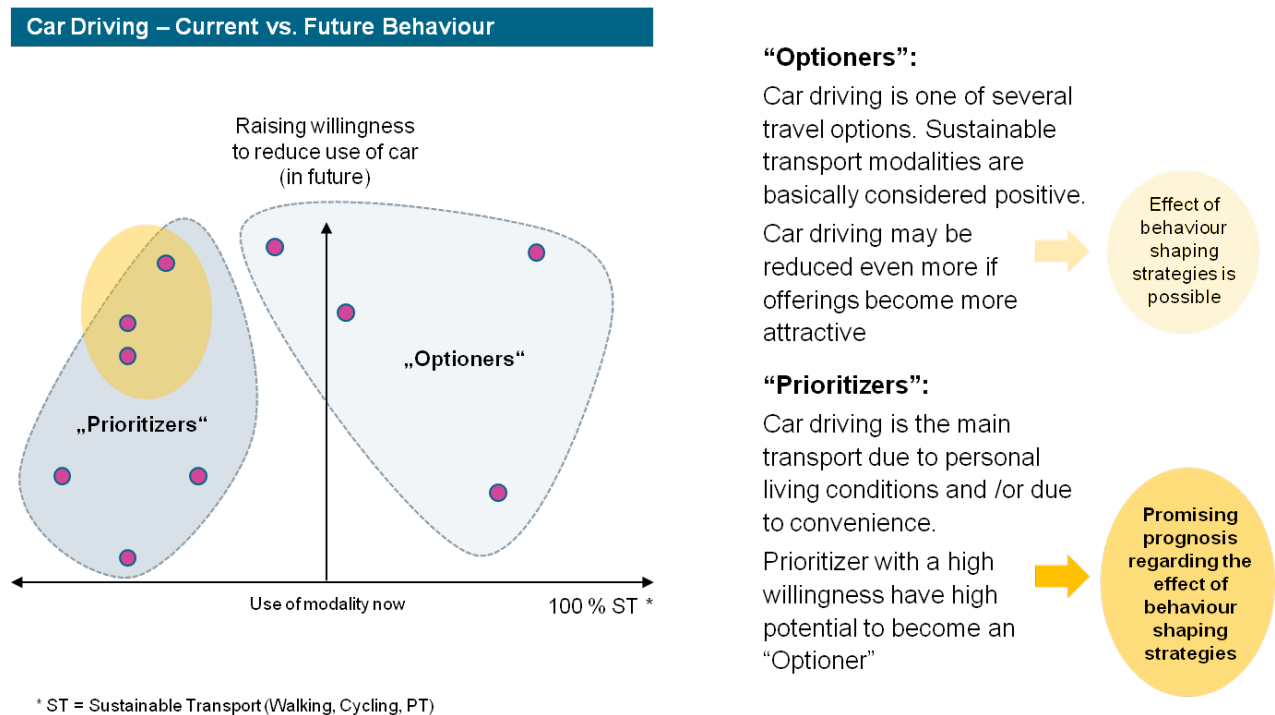 Car Driving – Current vs. Future Behaviour
Raising willingness
to reduce use of car
(in future)
„Optioners“
„Prioritizers“
Use of modality now
100 % ST *
* ST = Sustainable Transport (Walking, Cycling, PT)
“Optioners”:
Car driving is one of several
travel options. Sustainable
transport modalities are
basically considered positive.
Car driving may be
reduced even more if
offerings become more
attractive
Effect of
behaviour
shaping
strategies is
possible
“Prioritizers”:
Car driving is the main
transport due to personal
living conditions and /or due
to convenience.
Prioritizer with a high
willingness have high
potential to become an
“Optioner”
Promising
prognosis
regarding the
effect of
behaviour
shaping
strategies